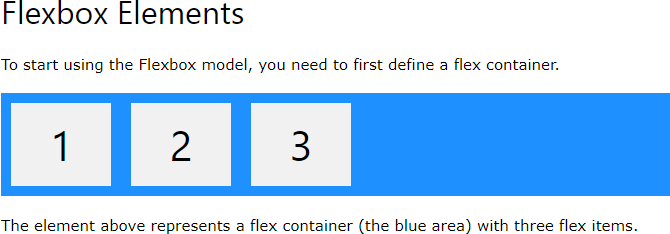 Flexbox Elements
To start using the Flexbox model, you need to first define a flex container.
1 2 3
The element above represents a flex container (the blue area) with three flex items.